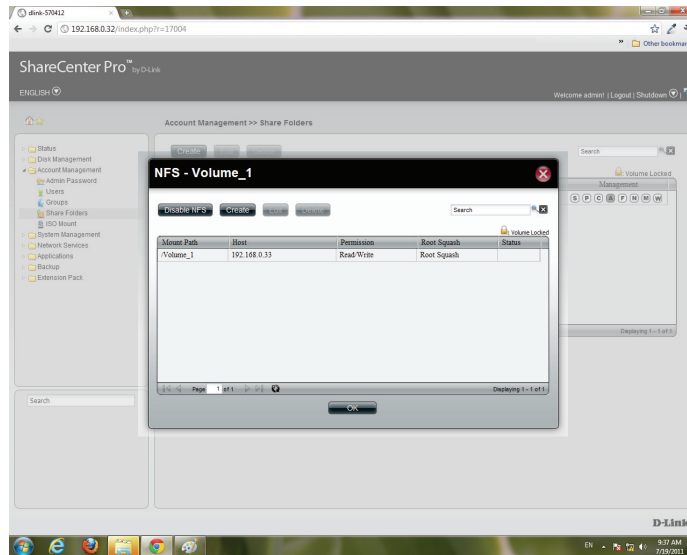 dlink-570412
192.168.0.32/index.php?r=17004
Other bookmar
ShareCenter Pro™ by D-Link
ENGLISH
Welcome admin! | Logout | Shutdown
Account Management >> Share Folders
Status
Disk Management
Account Management
Admin Password
Users
Groups
Share Folders
ISO Mount
System Management
Network Services
Applications
Backup
Extension Pack
Search
Create
Search
Volume Locked
Management
S P C A F N M W
Displaying 1 - 1 of 1
NFS - Volume_1
Disable NFS Create Edit Delete
Search
Volume Locked
Mount Path Host Permission Root Squash Status
/Volume_1 192.168.0.33 Read/Write Root Squash
Page 1 of 1
Displaying 1 - 1 of 1
OK
D-Link
EN
9:37 AM
7/19/2011